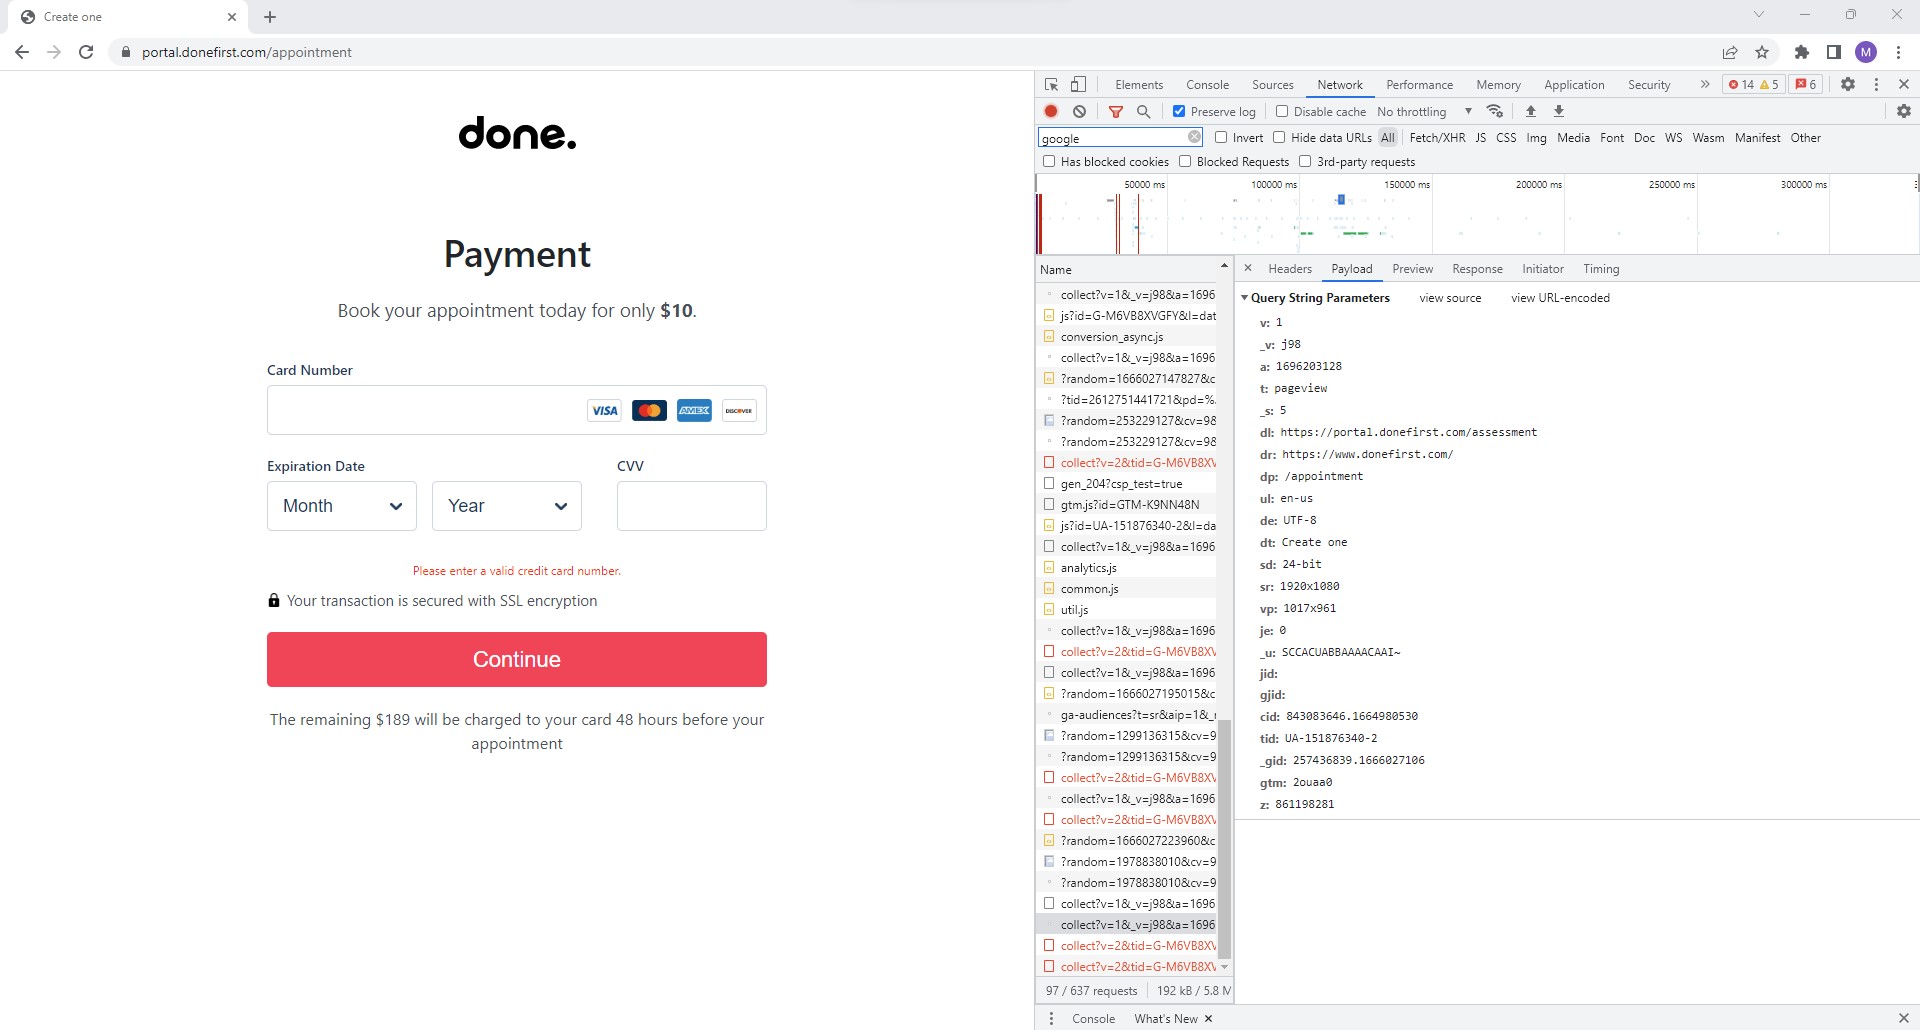 Create one
portal.donefirst.com/appointment
M
done.
Payment
Book your appointment today for only $10.
Card Number
VISA
AMEX
DISCOVER
Expiration Date
CVV
Month
Year
Please enter a valid credit card number.
Your transaction is secured with SSL encryption
Continue
The remaining $189 will be charged to your card 48 hours before your
appointment
Elements Console Sources Network Performance Memory Application Security » 14 5 6
Preserve log Disable cache No throttling
google Invert Hide data URLs All Fetch/XHR JS CSS Img Media Font Doc WS Wasm Manifest Other
Has blocked cookies Blocked Requests 3rd-party requests
50000 ms 100000 ms 150000 ms 200000 ms 250000 ms 300000 ms
Name
collect?v=1&_v=j98&a=1696
js?id=G-M6VB8XVGFY&l=dat
conversion_async.js
collect?v=1&_v=j98&a=1696
?random=1666027147827&c
?tid=2612751441721&pd=%
?random=253229127&cv=9&
?random=253229127&cv=9&
collect?v=2&tid=G-M6VB8XV
gen_204?csp_test=true
gtm.js?id=GTM-K9NN48N
js?id=UA-151876340-2&l=da
collect?v=1&_v=j98&a=1696
analytics.js
common.js
util.js
collect?v=1&_v=j98&a=1696
collect?v=2&tid=G-M6VB8XV
collect?v=1&_v=j98&a=1696
?random=1666027195015&c
ga-audiences?t=sr&aip=1&_
?random=1299136315&cv=9
?random=1299136315&cv=9
collect?v=2&tid=G-M6VB8XV
collect?v=1&_v=j98&a=1696
collect?v=2&tid=G-M6VB8XV
?random=1666027223960&c
?random=1978838010&cv=9
?random=1978838010&cv=9
collect?v=1&_v=j98&a=1696
collect?v=1&_v=j98&a=1696
collect?v=2&tid=G-M6VB8XV
collect?v=2&tid=G-M6VB8XV
97 / 637 requests 192 kB / 5.8 M
Headers Payload Preview Response Initiator Timing
Query String Parameters view source view URL-encoded
v: 1
_v: j98
a: 1696203128
t: pageview
_s: 5
dl: https://portal.donefirst.com/assessment
dr: https://www.donefirst.com/
dp: /appointment
ul: en-us
de: UTF-8
dt: Create one
sd: 24-bit
sr: 1920x1080
vp: 1017x961
je: 0
_u: SCCACUABBAAAACAAI~
jid:
gjid:
cid: 843083646.1664980530
tid: UA-151876340-2
_gid: 257436839.1666027106
gtm: 2ouaa0
z: 861198281
Console What's New